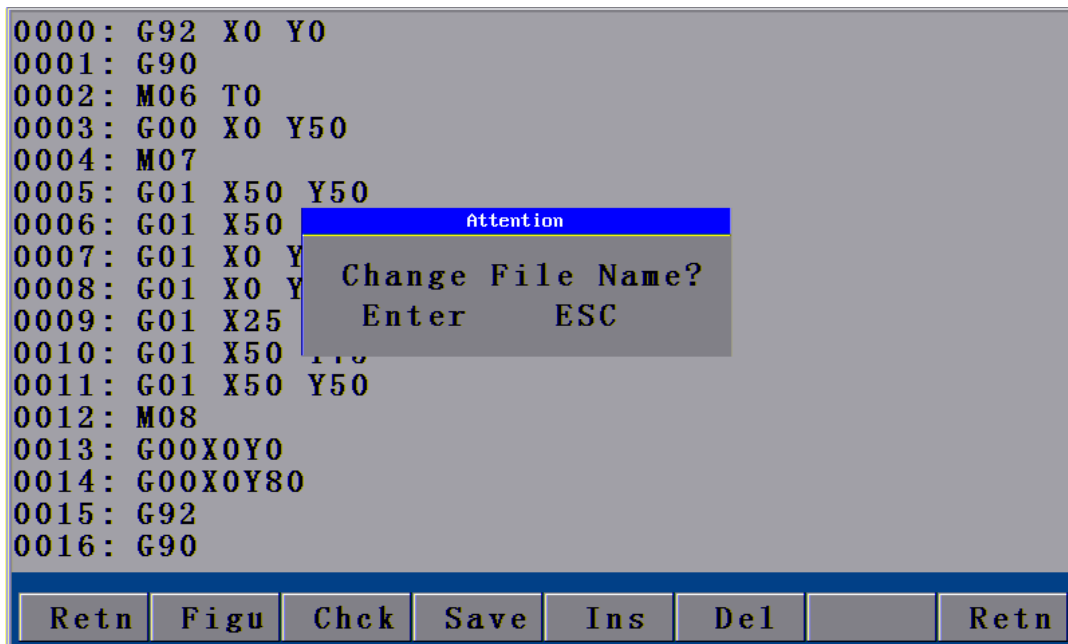 0000: G92 X0 Y0
0001: G90
0002: M06 T0
0003: G00 X0 Y50
0004: M07
0005: G01 X50 Y50
0006: G01 X50
0007: G01 X0 Y
0008: G01 X0 Y
0009: G01 X25
0010: G01 X50
0011: G01 X50 Y50
0012: M08
0013: G00X0Y0
0014: G00X0Y80
0015: G92
0016: G90
Attention
Change File Name?
Enter ESC
Retn Figu Chck Save Ins Del Retn